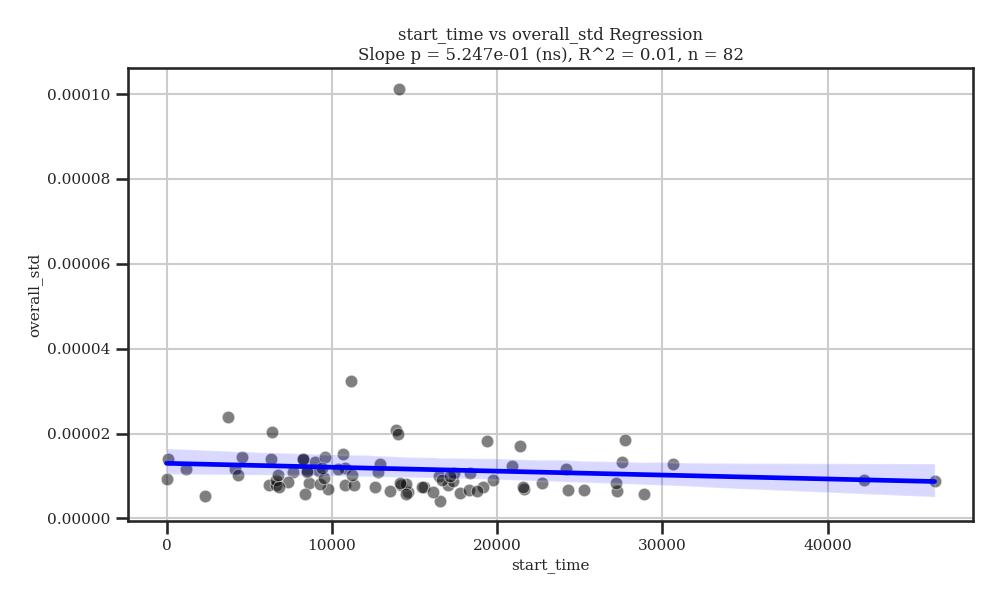 start_time vs overall_std Regression
Slope p = 5.247e-01 (ns), R^2 = 0.01, n = 82
0.00010
0.00008
0.00006
0.00004
0.00002
0.00000
overall_std
0
10000
20000
30000
40000
start_time